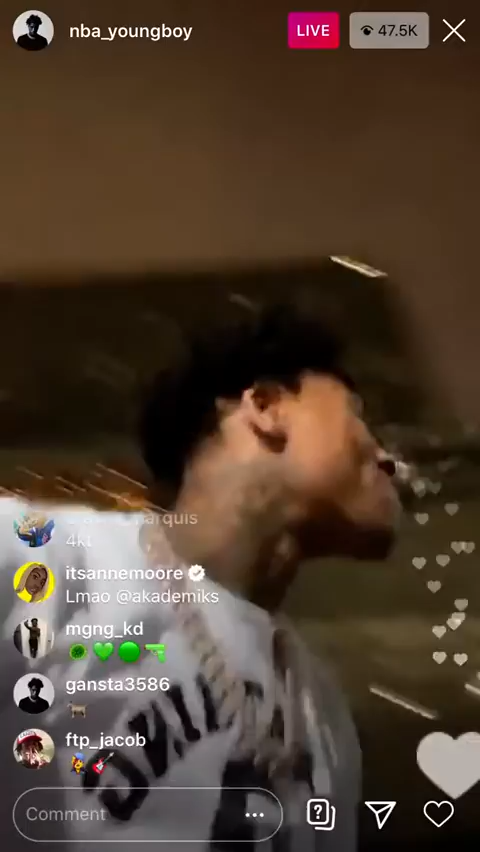 nba_youngboy
LIVE
47.5K
4kt
itsannemoore
Lmao @akademiks
mgng_kd
gansta3586
ftp_jacob
Comment